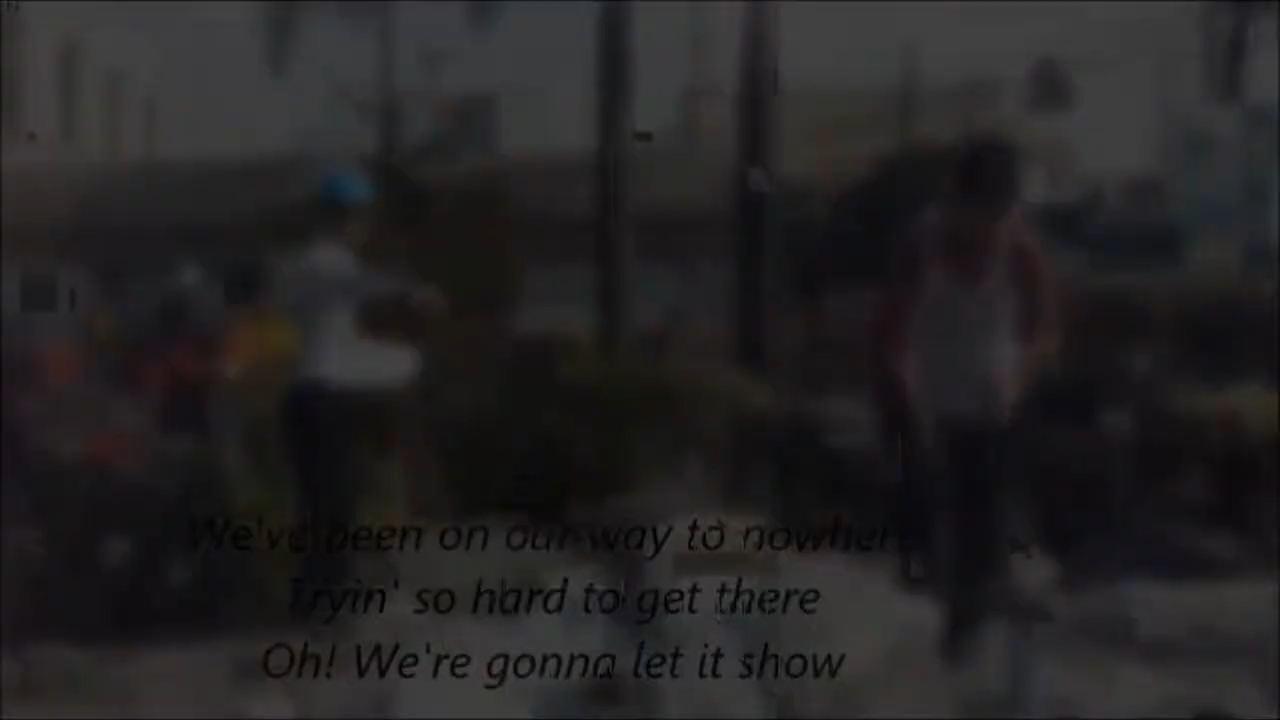 We've been on our way to nowhere
Tryin' so hard to get there
Oh! We're gonna let it show